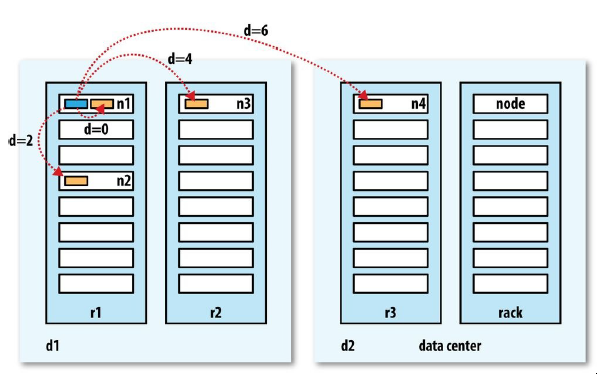 d=6
d=4
n1
n3
n4
node
d=0
d=2
n2
r1
r2
r3
rack
d1
d2
data center